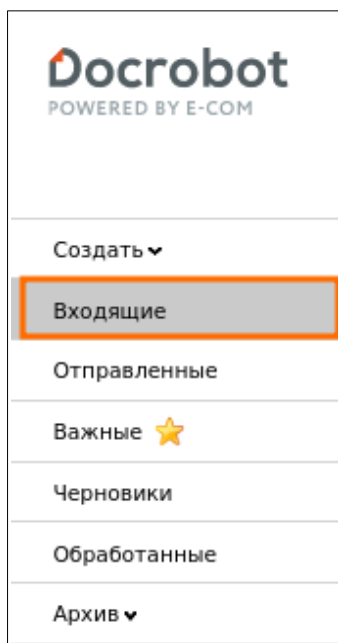 Docrobot
POWERED BY E-COM
Создать
Входящие
Отправленные
Важные
Черновики
Обработанные
Архив